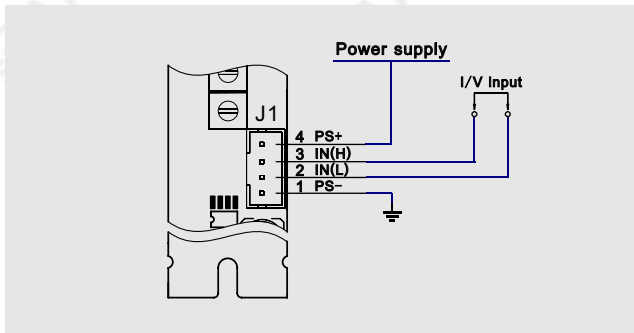 Power supply
I/V Input
J1
4 PS+
3 IN(H)
2 IN(L)
1 PS-